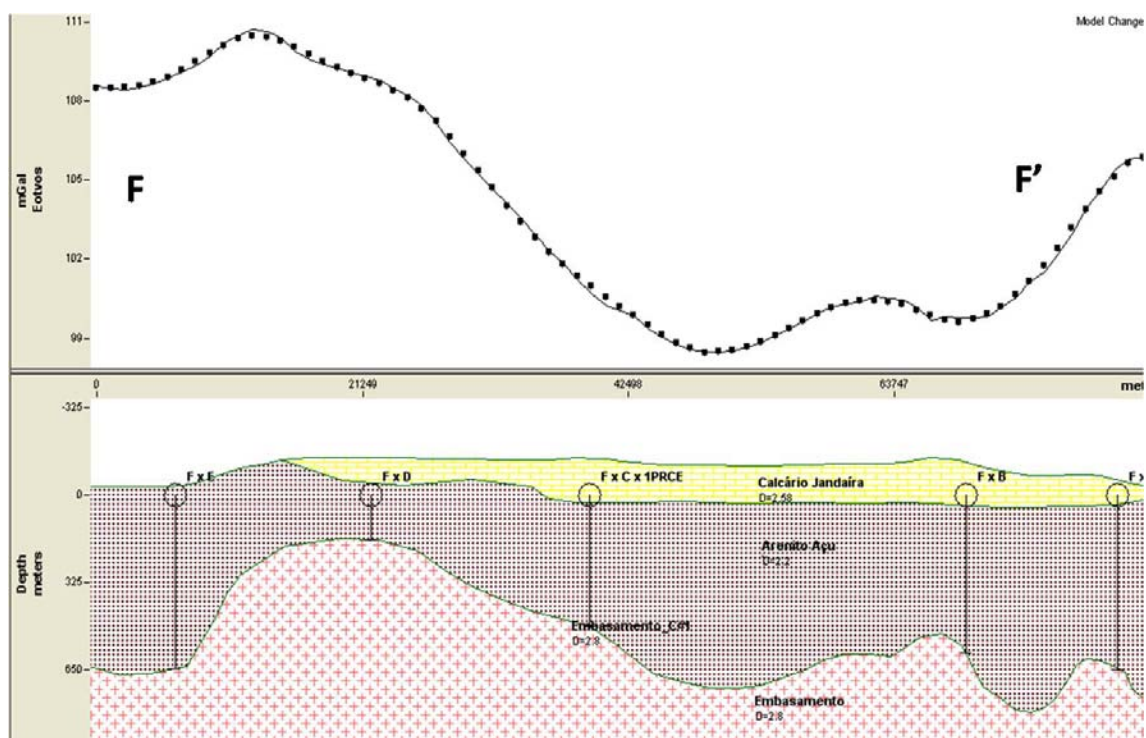 111
Model Change
108
105
102
99
mGal
Eotvos
F
F'
0
21249
42498
63747
met
-325
0
325
650
Depth
meters
F x E
F x D
F x C x 1PRCE
F x B
F x
Calcário Jandaíra
D=2,58
Arenito Açu
D=2,2
Embasamento_C#1
D=2.8
Embasamento
D=2.8